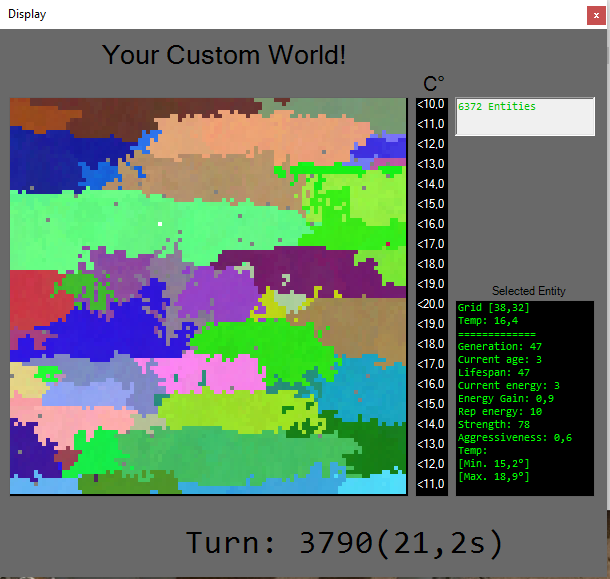 Display
x
Your Custom World!
C°
<10,0
<11,0
<12,0
<13,0
<14,0
<15,0
<16,0
<17,0
<18,0
<19,0
<20,0
<19,0
<18,0
<17,0
<16,0
<15,0
<14,0
<13,0
<12,0
<11,0
6372 Entities
Selected Entity
Grid [38,32]
Temp: 16,4
=============
Generation: 47
Current age: 3
Lifespan: 47
Current energy: 3
Energy Gain: 0,9
Rep energy: 10
Strength: 78
Aggressiveness: 0,6
Temp:
[Min. 15,2°]
[Max. 18,9°]
Turn: 3790(21,2s)